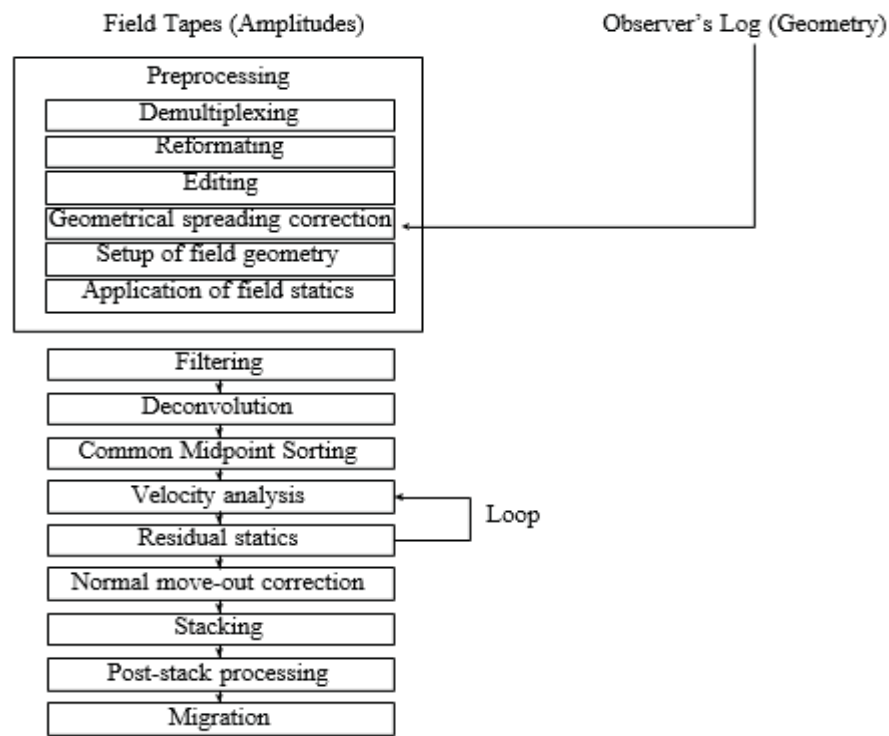 Field Tapes (Amplitudes)
Observer's Log (Geometry)
Preprocessing
Demultiplexing
Reformating
Editing
Geometrical spreading correction
Setup of field geometry
Application of field statics
Filtering
Deconvolution
Common Midpoint Sorting
Velocity analysis
Loop
Residual statics
Normal move-out correction
Stacking
Post-stack processing
Migration